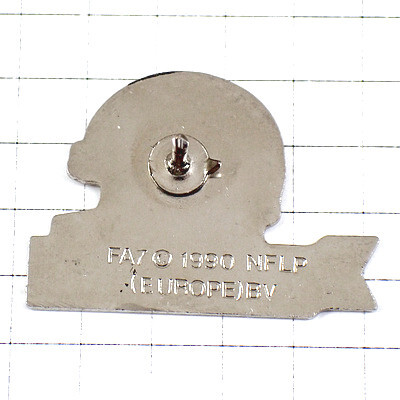 FA7 © 1990 NFLP
(EUROPE) BV